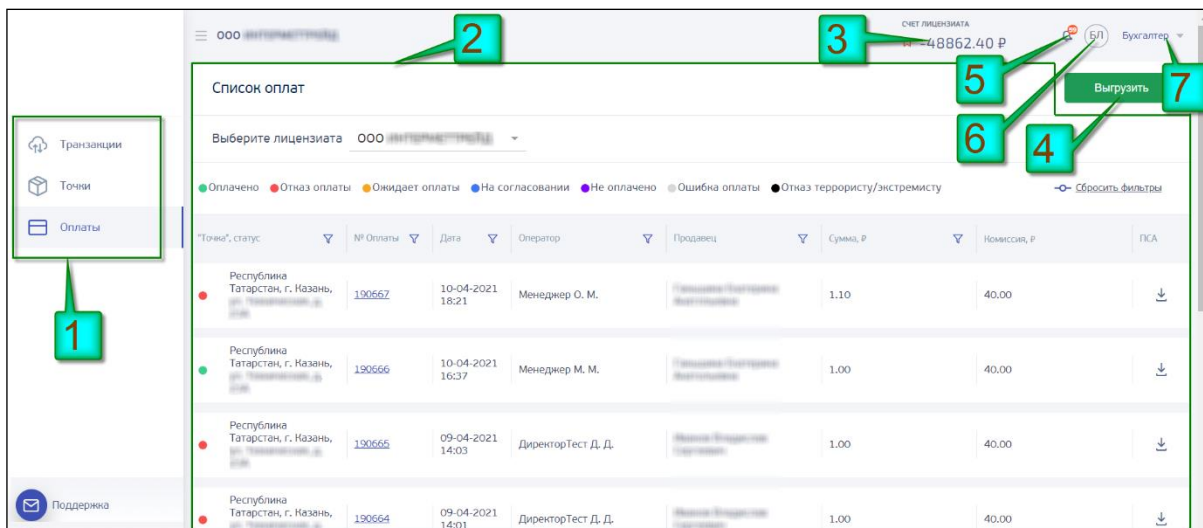 ООО
2
СЧЕТ ЛИЦЕНЗИАТА
3
-48862.40 ₽
БЛ
Бухгалтер
5
7
Список оплат
Выгрузить
Выберите лицензиата ООО
6
4
Транзакции
Точки
Оплаты
1
Оплачено Отказ оплаты Ожидает оплаты На согласовании Не оплачено Ошибка оплаты Отказ террористу/экстремисту Сбросить фильтры
"Точка", статус № Оплаты Дата Оператор Продавец Сумма, ₽ Комиссия, ₽ ПСА
Республика
Татарстан, г. Казань,
190667 10-04-2021
18:21 Менеджер О. М. 1.10 40.00
Республика
Татарстан, г. Казань,
190666 10-04-2021
16:37 Менеджер М. М. 1.00 40.00
Республика
Татарстан, г. Казань,
190665 09-04-2021
14:03 ДиректорТест Д. Д. 1.00 40.00
Республика
Татарстан, г. Казань,
190664 09-04-2021
14:01 ДиректорТест Д. Д. 1.00 40.00
Поддержка